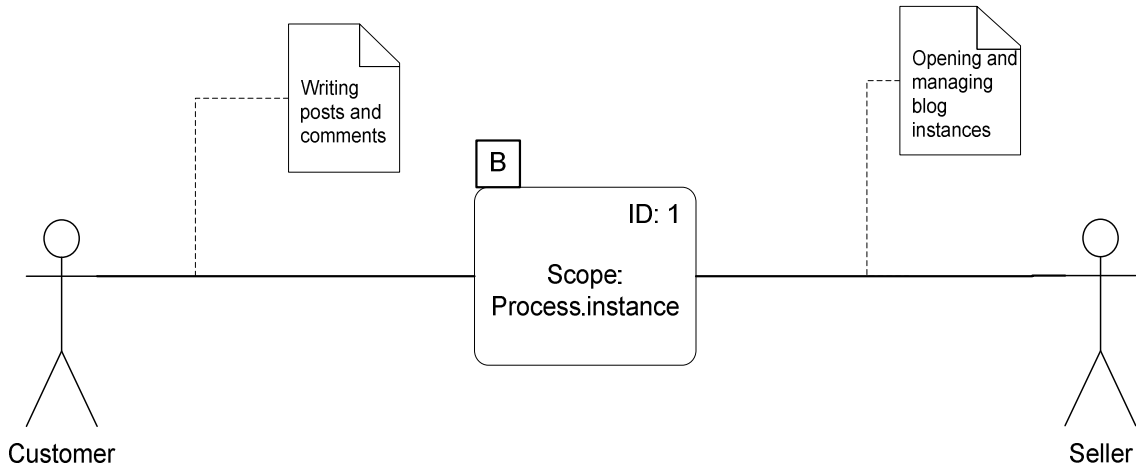 Writing
posts and
comments
Opening and
managing
blog
instances
B
ID: 1
Scope:
Process.instance
Customer
Seller